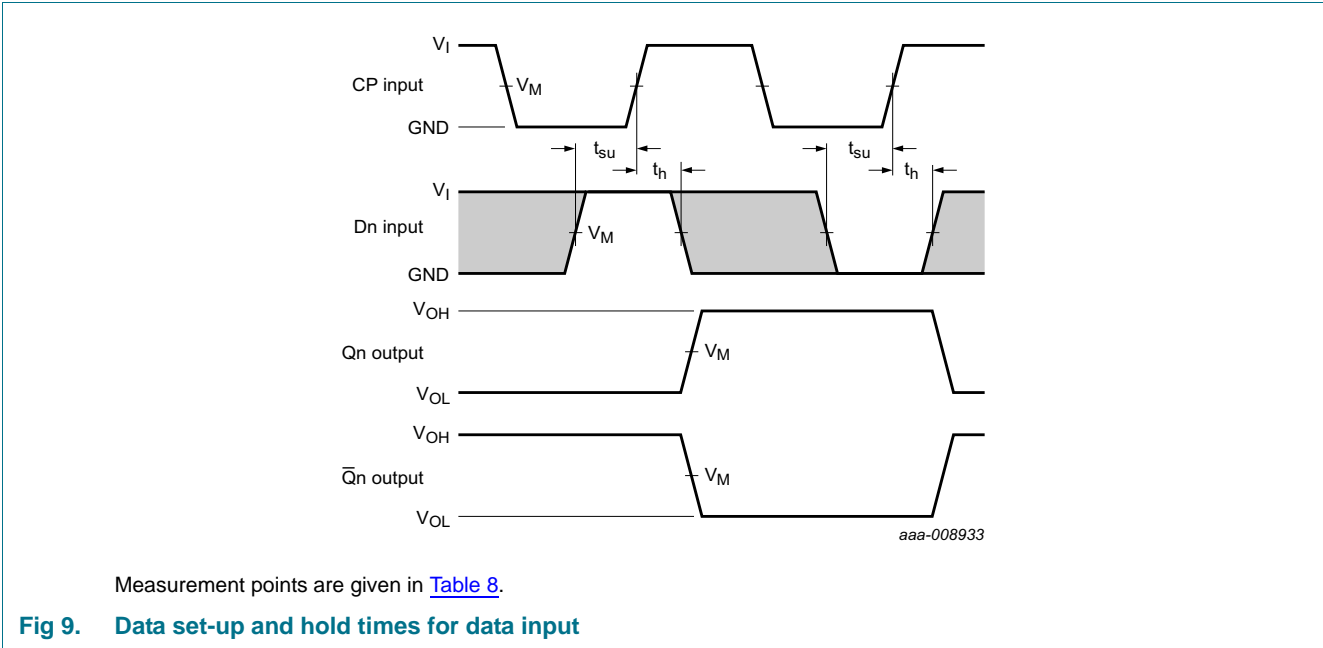 V_I
CP input
V_M
GND
t_su
t_su
t_h
t_h
V_I
Dn input
V_M
GND
V_OH
Qn output
V_M
V_OL
V_OH
Q̅n output
V_M
V_OL
aaa-008933
Measurement points are given in Table 8.
Fig 9. Data set-up and hold times for data input